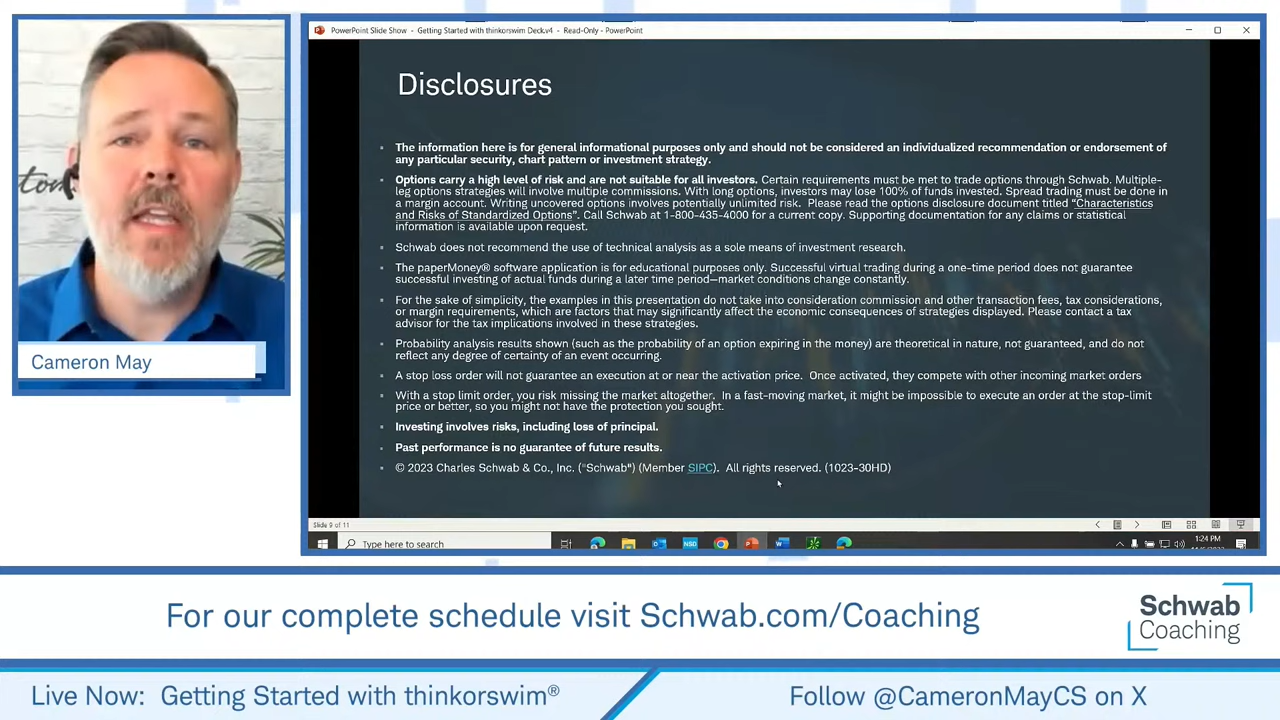 PowerPoint Slide Show - Getting Started with thinkorswim Deck.v4 - Read-Only - PowerPoint
Disclosures
The information here is for general informational purposes only and should not be considered an individualized recommendation or endorsement of
any particular security, chart pattern or investment strategy.
Options carry a high level of risk and are not suitable for all investors. Certain requirements must be met to trade options through Schwab. Multiple-
leg options strategies will involve multiple commissions. With long options, investors may lose 100% of funds invested. Spread trading must be done in
a margin account. Writing uncovered options involves potentially unlimited risk. Please read the options disclosure document titled “Characteristics
and Risks of Standardized Options”. Call Schwab at 1-800-435-4000 for a current copy. Supporting documentation for any claims or statistical
information is available upon request.
Schwab does not recommend the use of technical analysis as a sole means of investment research.
The paperMoney® software application is for educational purposes only. Successful virtual trading during a one-time period does not guarantee
successful investing of actual funds during a later time period—market conditions change constantly.
For the sake of simplicity, the examples in this presentation do not take into consideration commission and other transaction fees, tax considerations,
or margin requirements, which are factors that may significantly affect the economic consequences of strategies displayed. Please contact a tax
advisor for the tax implications involved in these strategies.
Probability analysis results shown (such as the probability of an option expiring in the money) are theoretical in nature, not guaranteed, and do not
reflect any degree of certainty of an event occurring.
A stop loss order will not guarantee an execution at or near the activation price. Once activated, they compete with other incoming market orders
With a stop limit order, you risk missing the market altogether. In a fast-moving market, it might be impossible to execute an order at the stop-limit
price or better, so you might not have the protection you sought.
Investing involves risks, including loss of principal.
Past performance is no guarantee of future results.
© 2023 Charles Schwab & Co., Inc. ("Schwab") (Member SIPC). All rights reserved. (1023-30HD)
Cameron May
Slide 9 of 11
Type here to search
NSD
1:24 PM
For our complete schedule visit Schwab.com/Coaching
Schwab
Coaching
Live Now: Getting Started with thinkorswim®
Follow @CameronMayCS on X